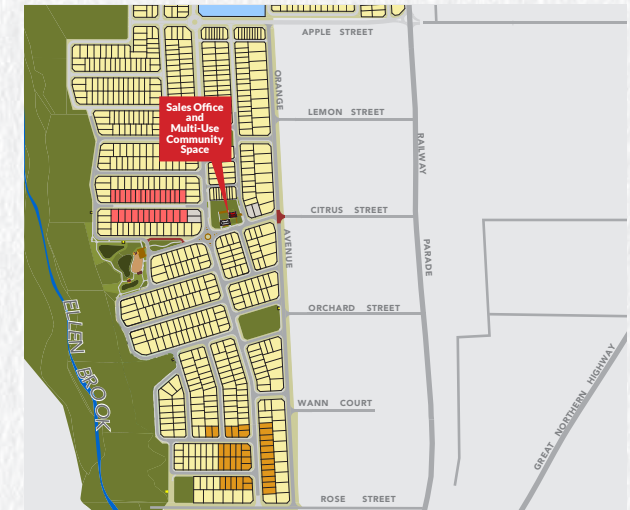 APPLE STREET
ORANGE
LEMON STREET
Sales Office
and
Multi-Use
Community
Space
RAILWAY
CITRUS STREET
AVENUE
PARADE
ELLEN BROOK
ORCHARD STREET
GREAT NORTHERN HIGHWAY
WANN COURT
ROSE STREET